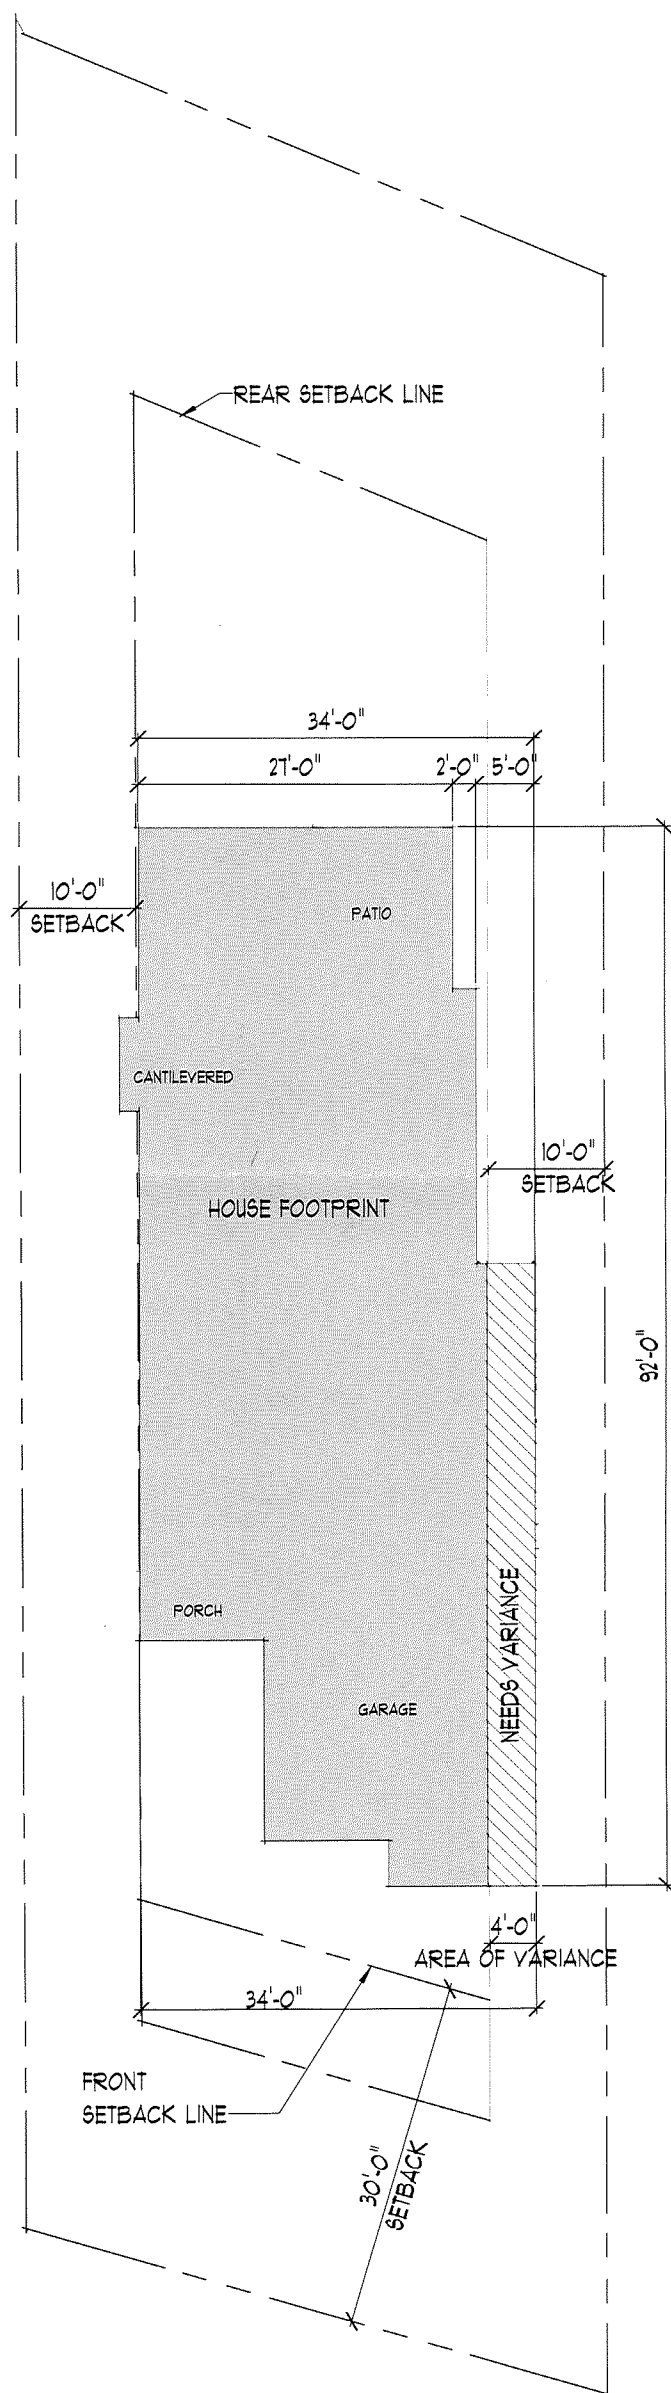 REAR SETBACK LINE
34'-0"
27'-0"
2'-0"
5'-0"
10'-0"
SETBACK
PATIO
CANTILEVERED
10'-0"
SETBACK
HOUSE FOOTPRINT
92'-0"
NEEDS VARIANCE
PORCH
GARAGE
4'-0"
AREA OF VARIANCE
34'-0"
FRONT
SETBACK LINE
30'-0"
SETBACK